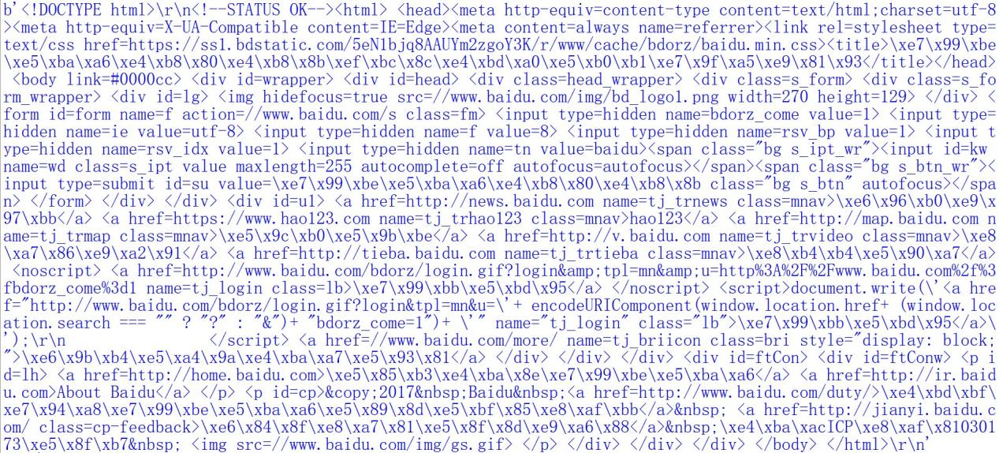 b'<!DOCTYPE html>\r\n<!--STATUS OK--><html> <head><meta http-equiv=content-type content=text/html;charset=utf-8
><meta http-equiv=X-UA-Compatible content=IE=Edge><meta content=always name=referrer><link rel=stylesheet type=
text/css href=https://ss1.bdstatic.com/5eN1bjq8AAUYm2zgoY3K/r/www/cache/bdorz/baidu.min.css><title>\xe7\x99\xbe
\xe5\xba\xa6\xe4\xb8\x80\xe4\xb8\x8b\xef\xbc\x8c\xe4\xbd\xa0\xe5\xb0\xb1\xe7\x9f\xa5\xe9\x81\x93</title></head>
 <body link=#0000cc> <div id=wrapper> <div id=head> <div class=head_wrapper> <div class=s_form> <div class=s_fo
rm_wrapper> <div id=lg> <img hidefocus=true src=//www.baidu.com/img/bd_logo1.png width=270 height=129> </div> <
form id=form name=f action=//www.baidu.com/s class=fm> <input type=hidden name=bdorz_come value=1> <input type=
hidden name=ie value=utf-8> <input type=hidden name=f value=8> <input type=hidden name=rsv_bp value=1> <input t
ype=hidden name=rsv_idx value=1> <input type=hidden name=tn value=baidu><span class="bg s_ipt_wr"><input id=kw 
name=wd class=s_ipt value maxlength=255 autocomplete=off autofocus=autofocus></span><span class="bg s_btn_wr"><
input type=submit id=su value=\xe7\x99\xbe\xe5\xba\xa6\xe4\xb8\x80\xe4\xb8\x8b class="bg s_btn" autofocus></spa
n> </form> </div> </div> <div id=u1> <a href=http://news.baidu.com name=tj_trnews class=mnav>\xe6\x96\xb0\xe9\x
97\xbb</a> <a href=https://www.hao123.com name=tj_trhao123 class=mnav>hao123</a> <a href=http://map.baidu.com n
ame=tj_trmap class=mnav>\xe5\x9c\xb0\xe5\x9b\xbe</a> <a href=http://v.baidu.com name=tj_trvideo class=mnav>\xe8
\xa7\x86\xe9\xa2\x91</a> <a href=http://tieba.baidu.com name=tj_trtieba class=mnav>\xe8\xb4\xb4\xe5\x90\xa7</a>
 <noscript> <a href=http://www.baidu.com/bdorz/login.gif?login&amp;tpl=mn&amp;u=http%3A%2F%2Fwww.baidu.com%2f%3
fbdorz_come%3d1 name=tj_login class=lb>\xe7\x99\xbb\xe5\xbd\x95</a> </noscript> <script>document.write(\'<a hre
f="http://www.baidu.com/bdorz/login.gif?login&tpl=mn&u=\'+ encodeURIComponent(window.location.href+ (window.loc
ation.search === "" ? "?" : "&")+ "bdorz_come=1")+ \'" name="tj_login" class="lb">\xe7\x99\xbb\xe5\xbd\x95</a>\
');\r\n                </script> <a href=//www.baidu.com/more/ name=tj_briicon class=bri style="display: block;
">\xe6\x9b\xb4\xe5\xa4\x9a\xe4\xba\xa7\xe5\x93\x81</a> </div> </div> </div> <div id=ftCon> <div id=ftConw> <p i
d=lh> <a href=http://home.baidu.com>\xe5\x85\xb3\xe4\xba\x8e\xe7\x99\xbe\xe5\xba\xa6</a> <a href=http://ir.baid
u.com>About Baidu</a> </p> <p id=cp>&copy;2017&nbsp;Baidu&nbsp;<a href=http://www.baidu.com/duty/>\xe4\xbd\xbf\
xe7\x94\xa8\xe7\x99\xbe\xe5\xba\xa6\xe5\x89\x8d\xe5\xbf\x85\xe8\xaf\xbb</a>&nbsp; <a href=http://jianyi.baidu.c
om/ class=cp-feedback>\xe6\x84\x8f\xe8\xa7\x81\xe5\x8f\x8d\xe9\xa6\x88</a>&nbsp;\xe4\xba\xacICP\xe8\xaf\x810301
73\xe5\x8f\xb7&nbsp; <img src=//www.baidu.com/img/gs.gif> </p> </div> </div> </div> </body> </html>\r\n'